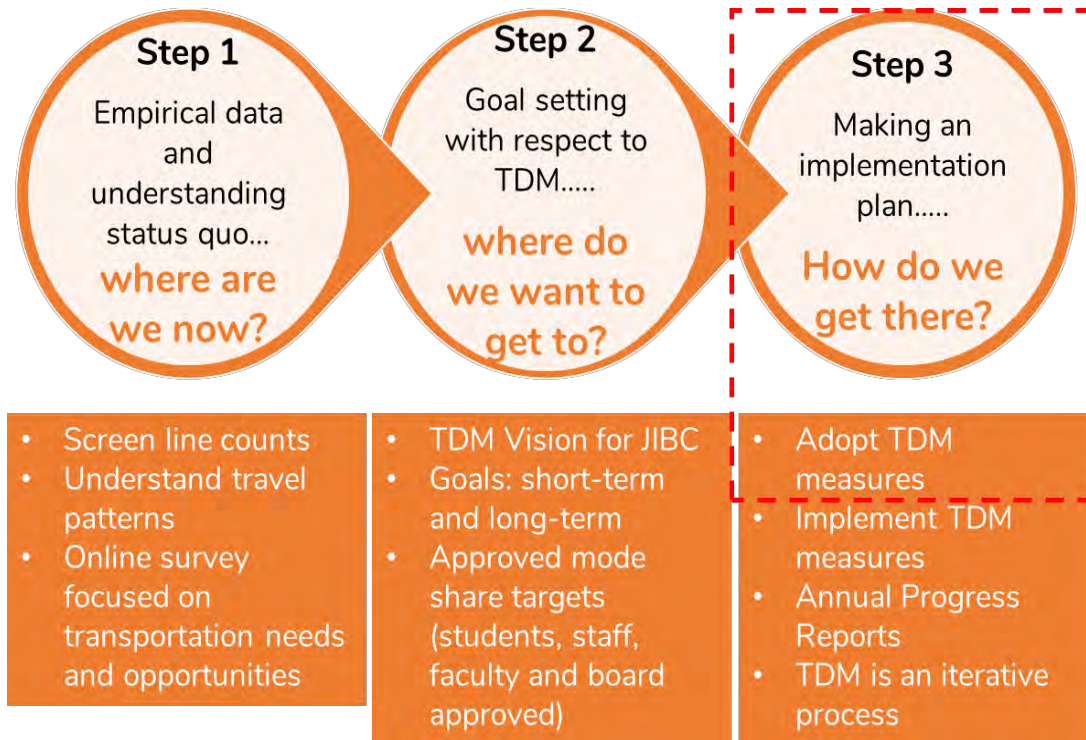 Step 1
Empirical data
and
understanding
status quo...
where are
we now?
Step 2
Goal setting
with respect to
TDM.....
where do
we want to
get to?
Step 3
Making an
implementation
plan.....
How do we
get there?
• Screen line counts
• Understand travel
patterns
• Online survey
focused on
transportation needs
and opportunities
• TDM Vision for JIBC
• Goals: short-term
and long-term
• Approved mode
share targets
(students, staff,
faculty and board
approved)
• Adopt TDM
measures
• Implement TDM
measures
• Annual Progress
Reports
• TDM is an iterative
process